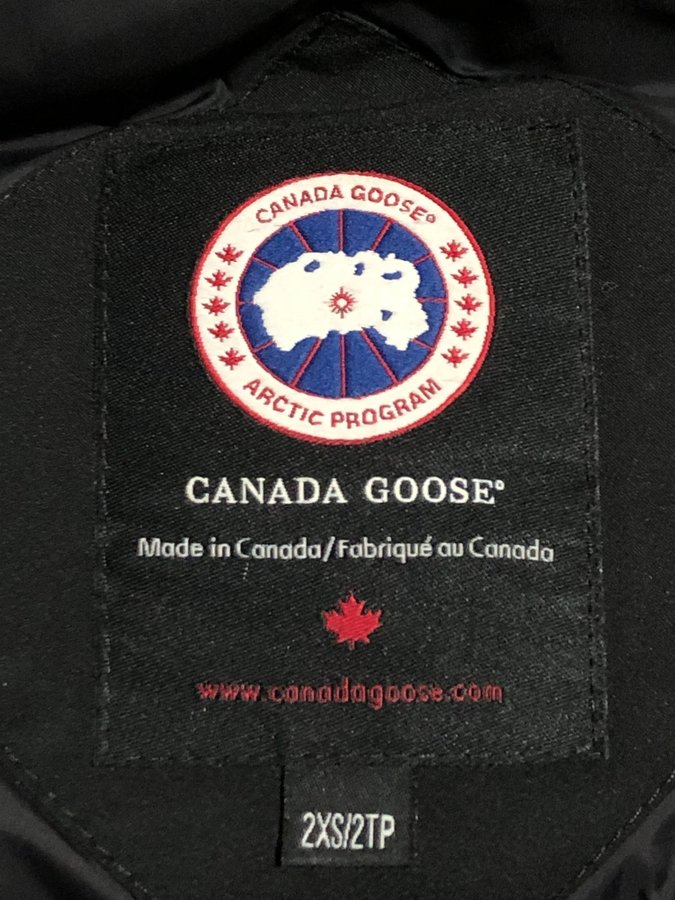 CANADA GOOSE®
ARCTIC PROGRAM
CANADA GOOSE®
Made in Canada/Fabriqué au Canada
www.canadagoose.com
2XS/2TP